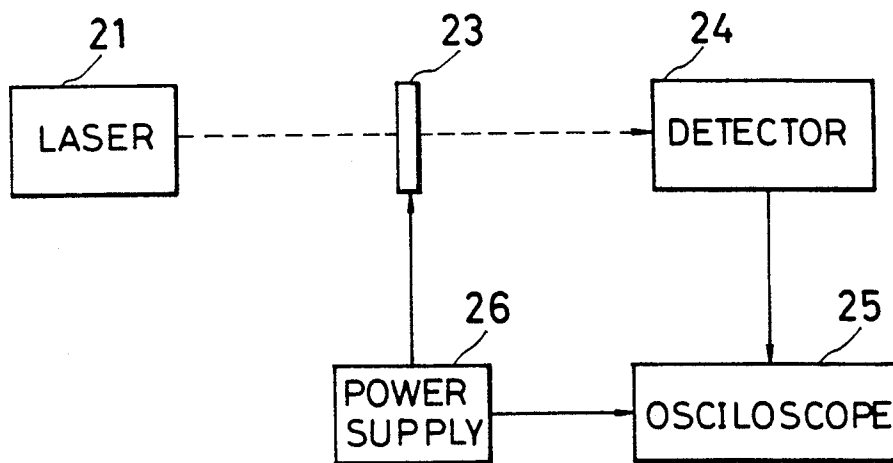 21
23
24
LASER
DETECTOR
26
25
POWER
SUPPLY
OSCILOSCOPE